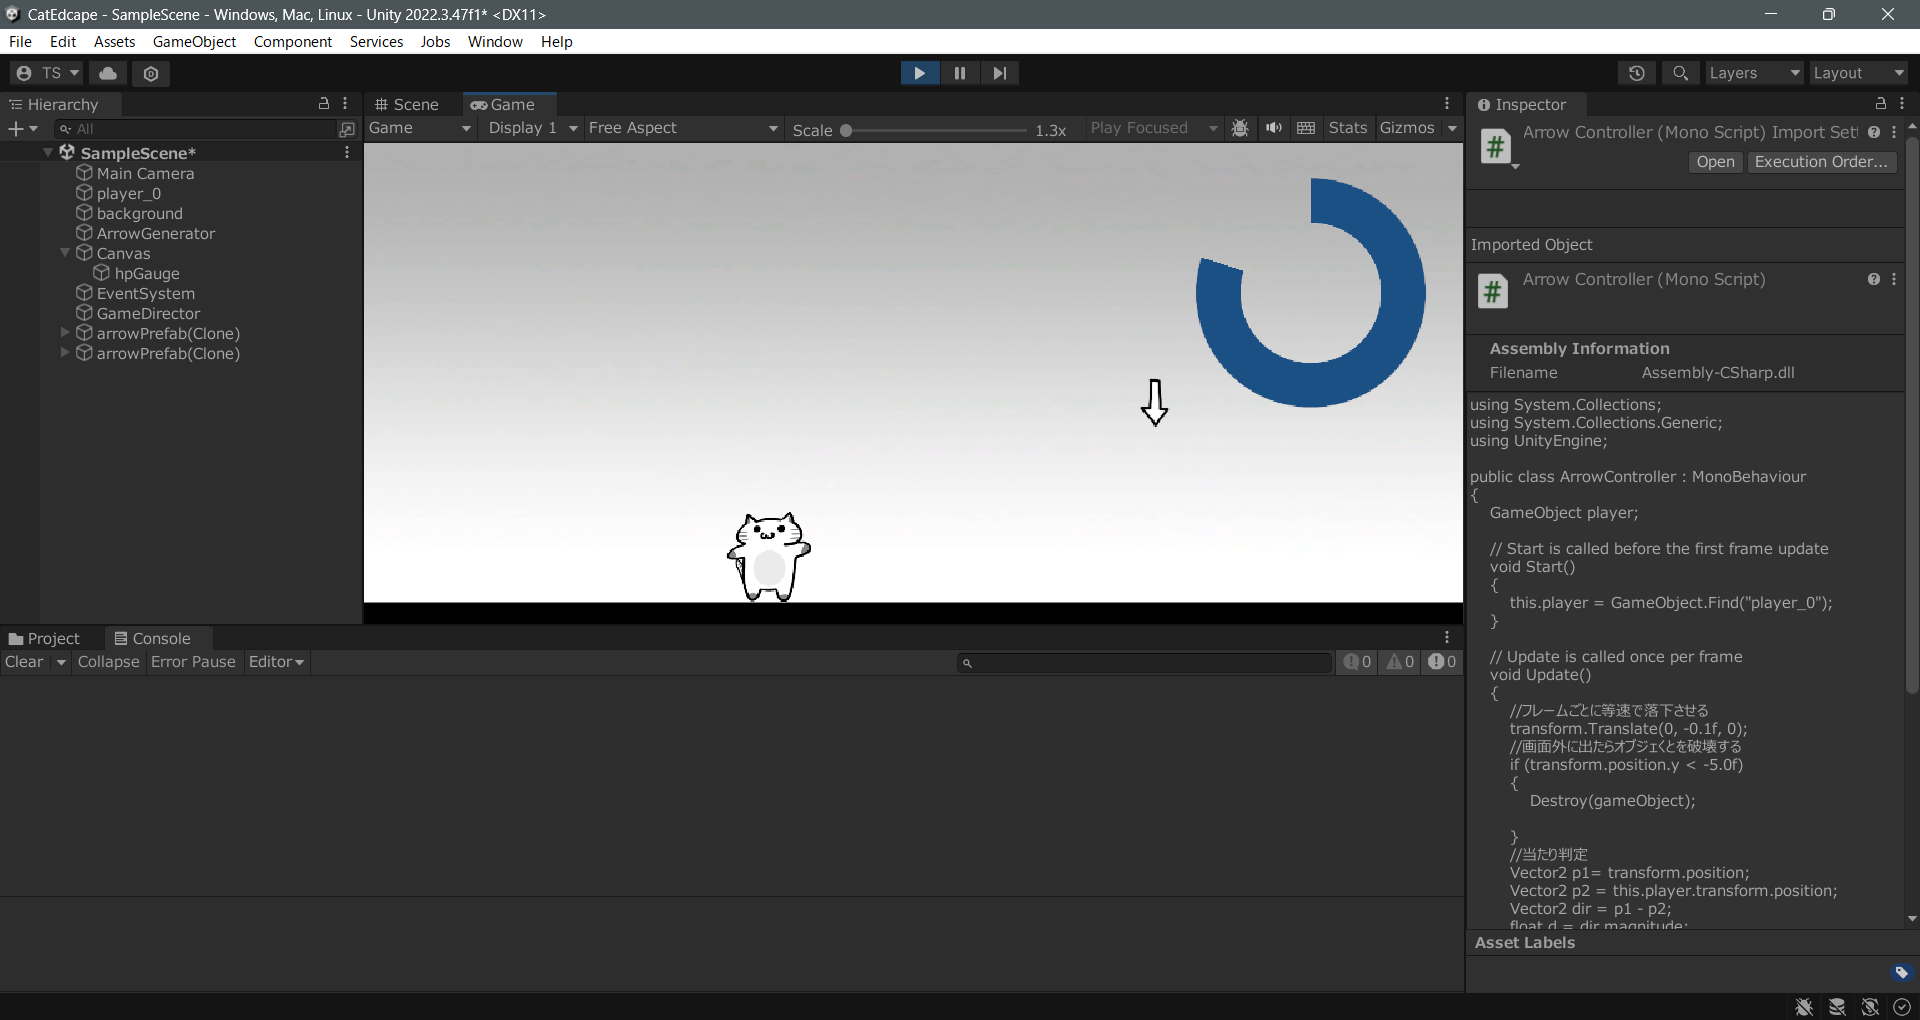 CatEdcape - SampleScene - Windows, Mac, Linux - Unity 2022.3.47f1* <DX11>
File Edit Assets GameObject Component Services Jobs Window Help
TS
Layers Layout
Hierarchy
All
SampleScene*
Main Camera
player_0
background
ArrowGenerator
Canvas
hpGauge
EventSystem
GameDirector
arrowPrefab(Clone)
arrowPrefab(Clone)
Scene Game
Game Display 1 Free Aspect Scale 1.3x Play Focused Stats Gizmos
Project Console
Clear Collapse Error Pause Editor
0 0 0
Inspector
Arrow Controller (Mono Script) Import Set
Open Execution Order...
Imported Object
Arrow Controller (Mono Script)
Assembly Information
Filename Assembly-CSharp.dll
using System.Collections;
using System.Collections.Generic;
using UnityEngine;
public class ArrowController : MonoBehaviour
{
GameObject player;
// Start is called before the first frame update
void Start()
{
this.player = GameObject.Find("player_0");
}
// Update is called once per frame
void Update()
{
//フレームごとに等速で落下させる
transform.Translate(0, -0.1f, 0);
//画面外に出たらオブジェくとを破壊する
if (transform.position.y < -5.0f)
{
Destroy(gameObject);
}
//当たり判定
Vector2 p1= transform.position;
Vector2 p2 = this.player.transform.position;
Vector2 dir = p1 - p2;
float d = dir.magnitude;
Asset Labels